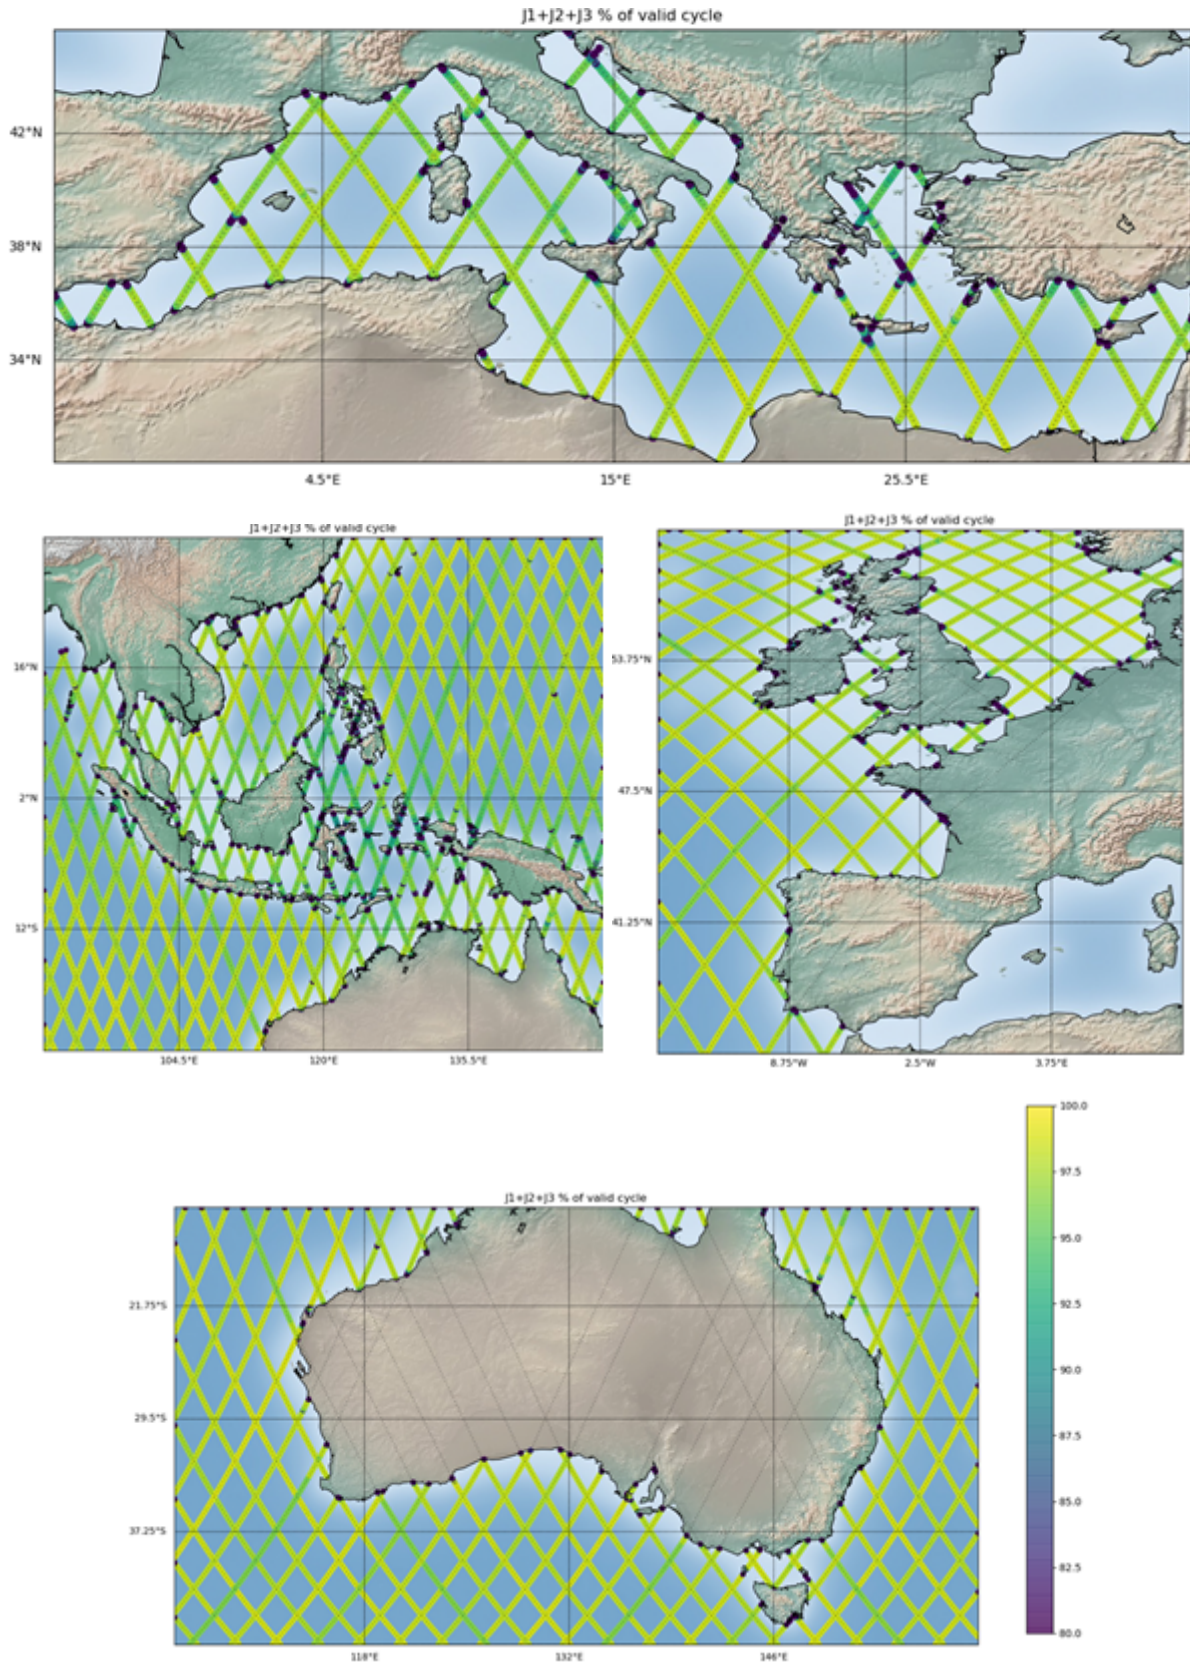 J1+J2+J3 % of valid cycle
42°N
38°N
34°N
4.5°E
15°E
25.5°E
J1+J2+J3 % of valid cycle
16°N
2°N
12°S
104.5°E
120°E
135.5°E
J1+J2+J3 % of valid cycle
53.75°N
47.5°N
41.25°N
8.75°W
2.5°W
3.75°E
J1+J2+J3 % of valid cycle
21.75°S
29.5°S
37.25°S
118°E
132°E
146°E
100.0
97.5
95.0
92.5
90.0
87.5
85.0
82.5
80.0